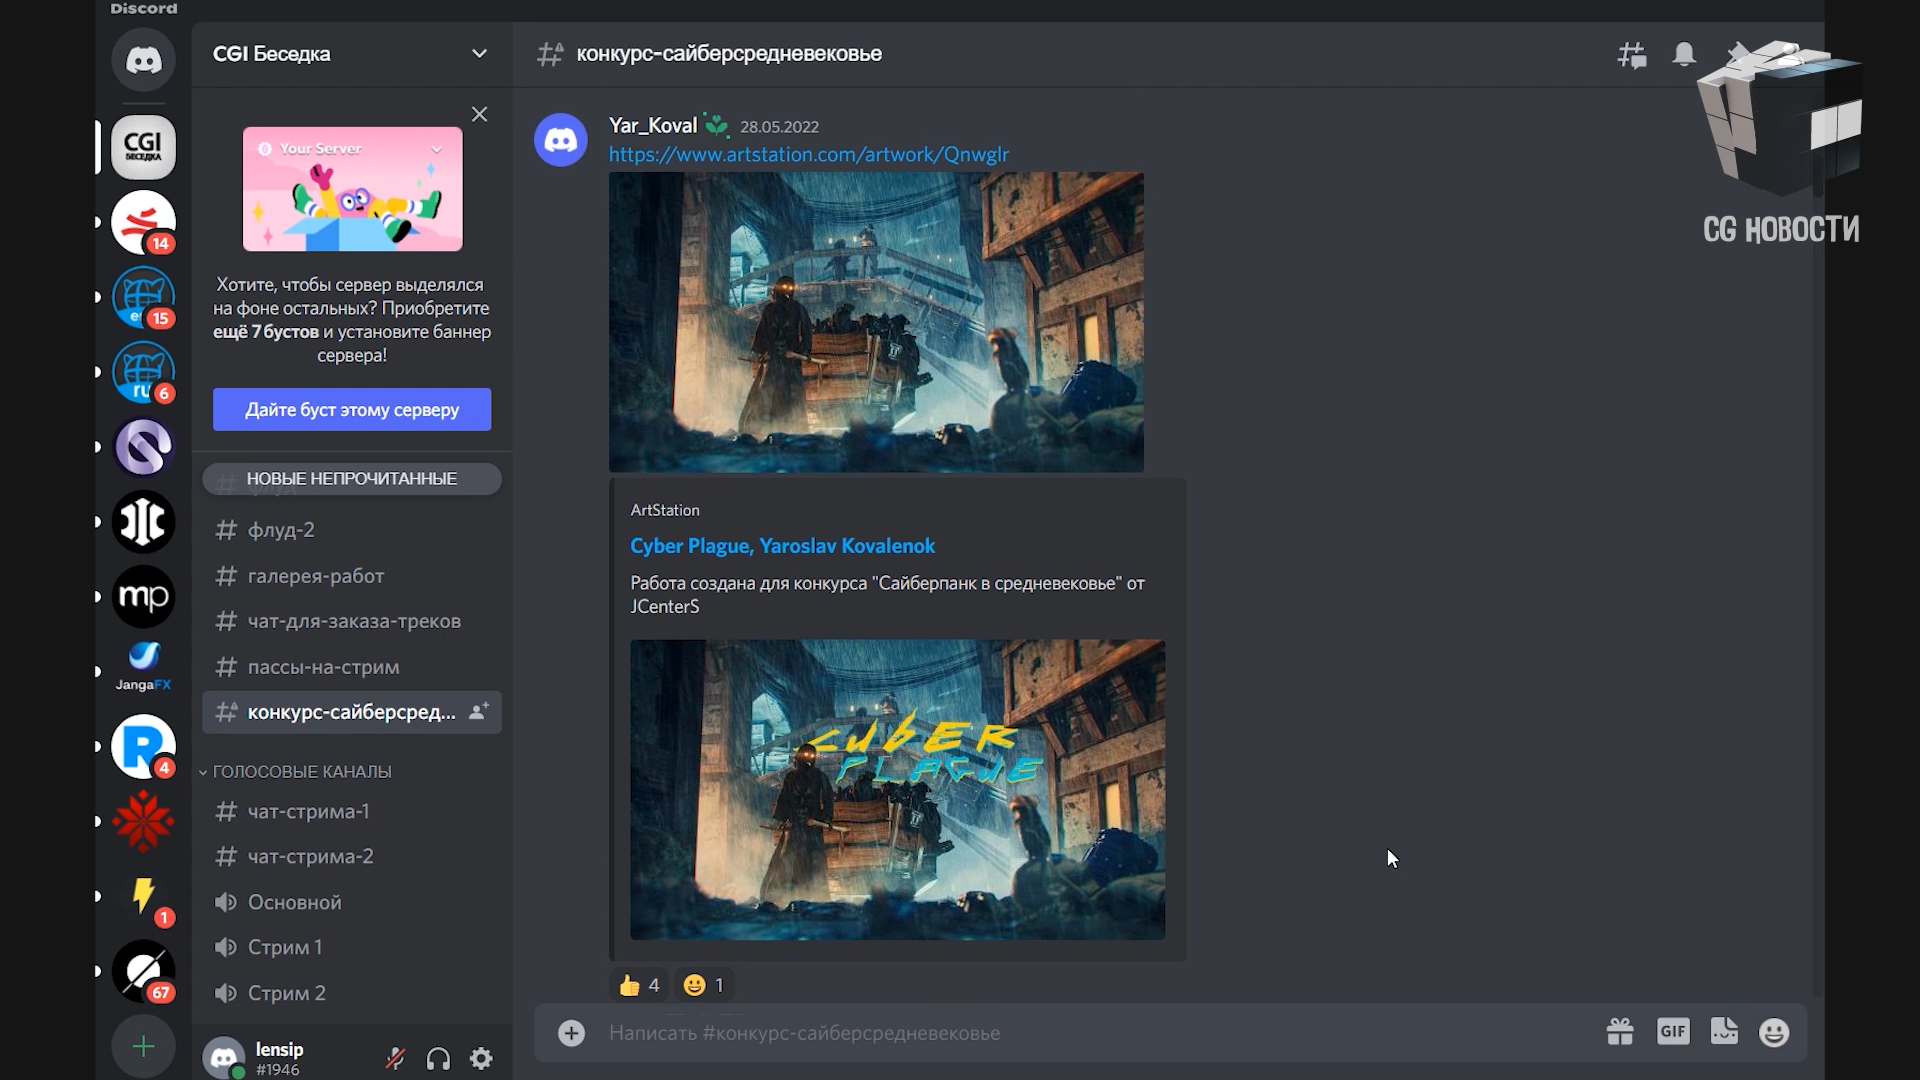 Discord
CGI Беседка
конкурс-сайберсредневековье
CGI
БЕСЕДКА
14
15
ru
6
mp
JangaFX
R
4
1
67
Your Server
Хотите, чтобы сервер выделялся
на фоне остальных? Приобретите
ещё 7 бустов и установите баннер
сервера!
Дайте буст этому серверу
НОВЫЕ НЕПРОЧИТАННЫЕ
флуд-2
галерея-работ
чат-для-заказа-треков
пассы-на-стрим
конкурс-сайберсред...
ГОЛОСОВЫЕ КАНАЛЫ
чат-стрима-1
чат-стрима-2
Основной
Стрим 1
Стрим 2
lensip
#1946
Yar_Koval 28.05.2022
https://www.artstation.com/artwork/Qnwglr
ArtStation
Cyber Plague, Yaroslav Kovalenok
Работа создана для конкурса "Сайберпанк в средневековье" от
JCenterS
CYBER
PLAGUE
4 1
Написать #конкурс-сайберсредневековье
GIF
CG НОВОСТИ